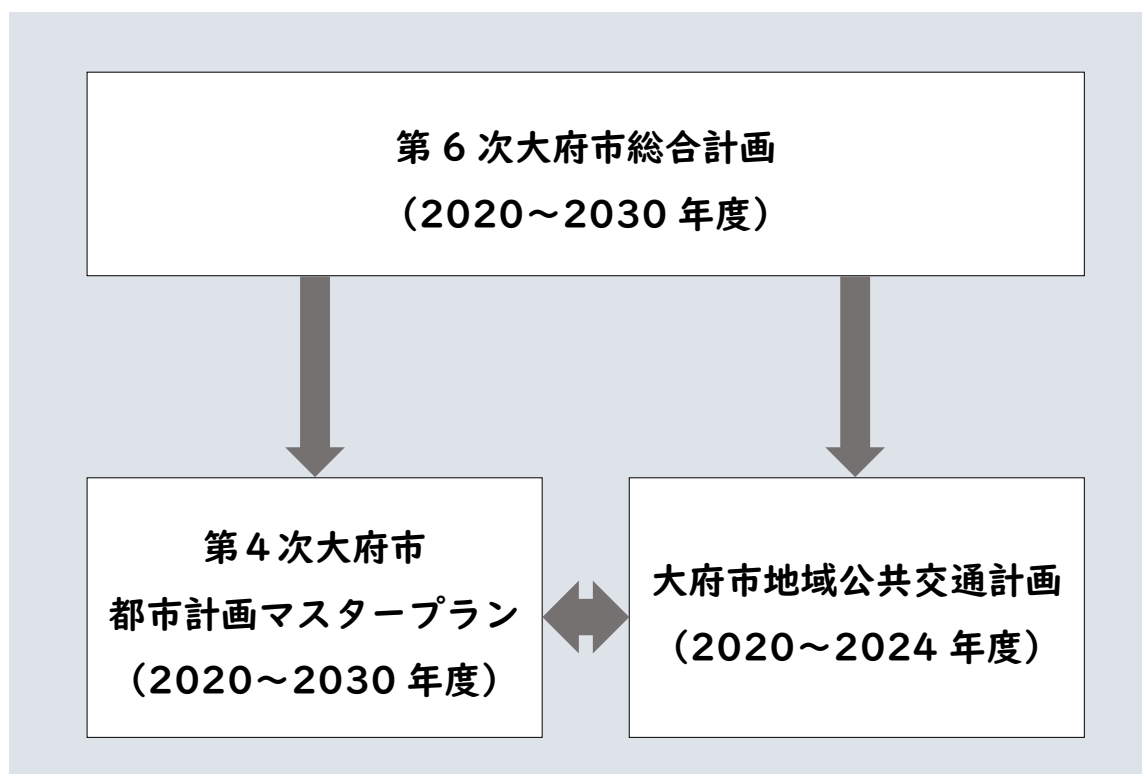 第 6 次大府市総合計画
（2020～2030 年度）
第４次大府市
都市計画マスタープラン
（2020～2030 年度）
大府市地域公共交通計画
（2020～2024 年度）